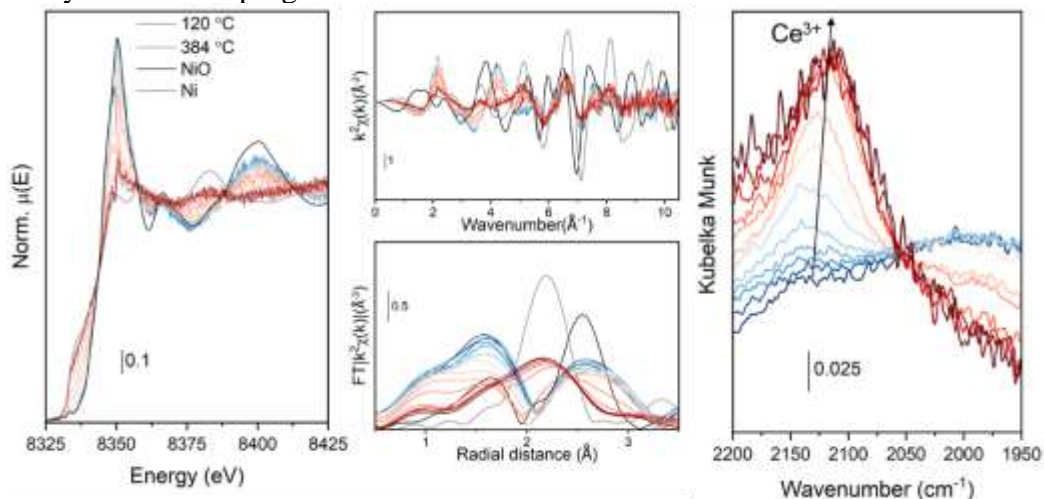 120 °C
384 °C
NiO
Ni
0.1
Norm. μ(E)
8325 8350 8375 8400 8425
Energy (eV)
k²χ(k)(Å⁻³)
1
0 2 4 6 8 10
Wavenumber(Å⁻¹)
FT|k²χ(k)|(Å⁻³)
0.5
1 2 3
Radial distance (Å)
Ce³⁺
Kubelka Munk
0.025
2200 2150 2100 2050 2000 1950
Wavenumber (cm⁻¹)